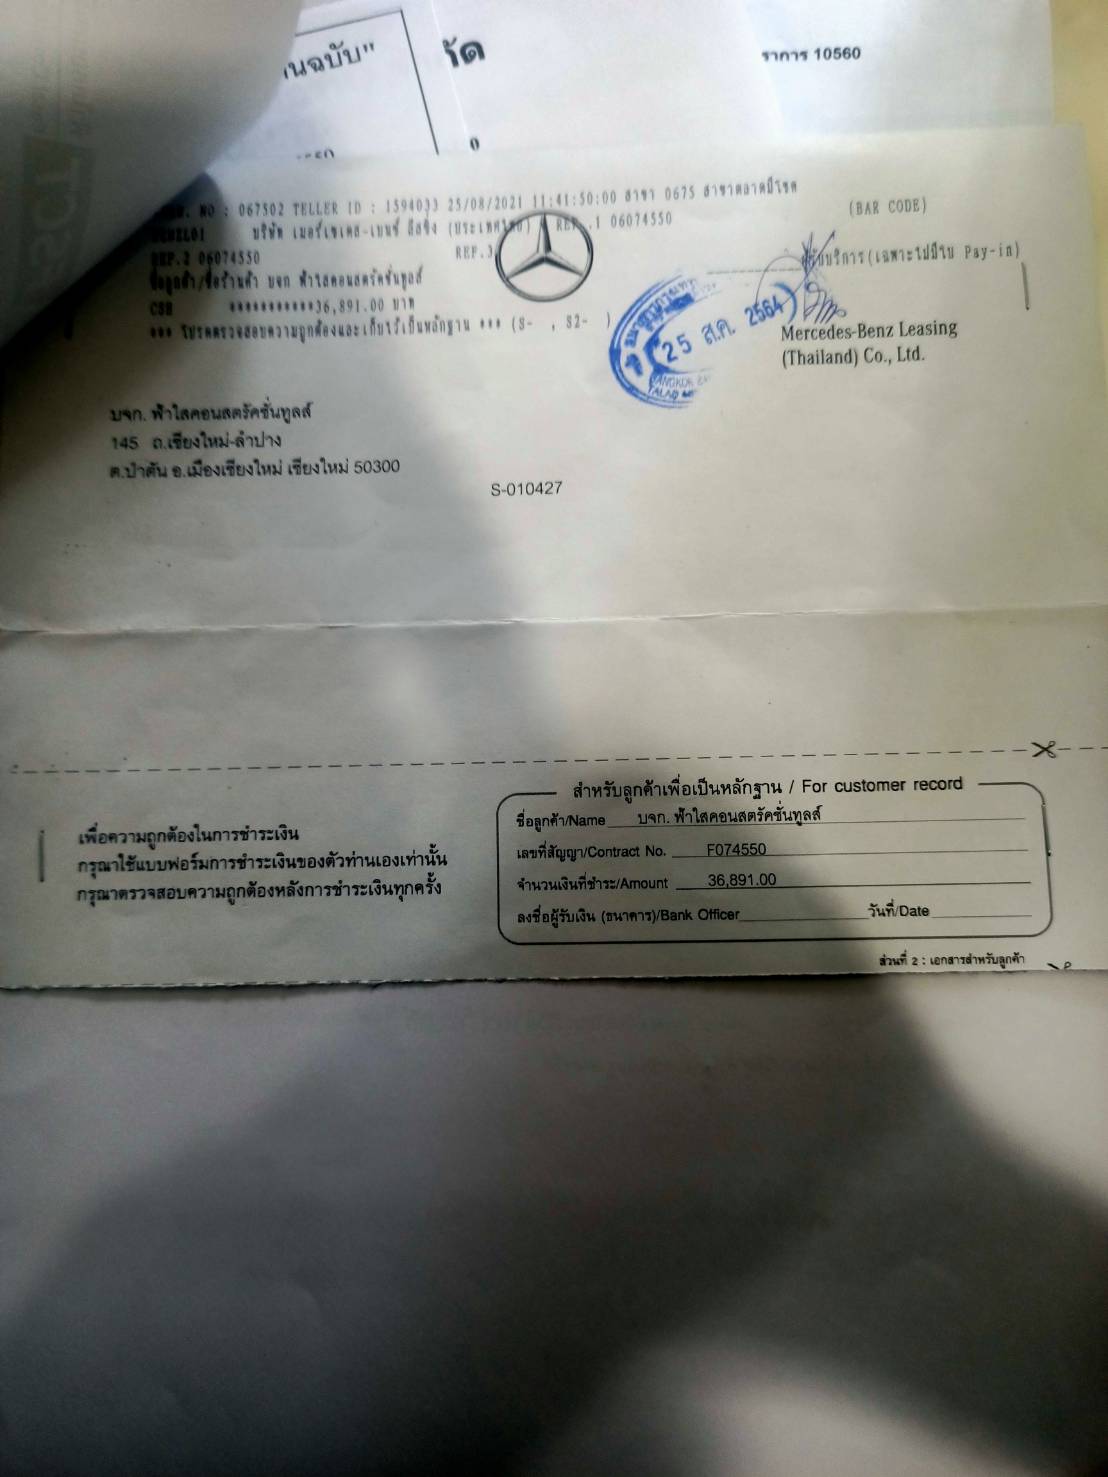 านฉบับ"
ัด
ราการ 10560
0
NO : 067502 TELLER ID : 1594033 25/08/2021 11:41:50:00 สาขา 0675 สาขาตลาดมีโชค
บริษัท เมอร์เซเดส-เบนซ์ ลีสซิ่ง (ประเทศไทย) REF.1 06074550
(BAR CODE)
REF.2 06074550 REF.3
ผู้รับบริการ(เฉพาะใบมีใบ Pay-in)
ชื่อลูกค้า/ชื่อร้านค้า บจก ฟ้าใสคอนสตรัคชั่นทูลส์
CSH ***********36,891.00 บาท
*** โปรดตรวจสอบความถูกต้องและเก็บไว้เป็นหลักฐาน *** (S- , S2- )
25 ส.ค. 2564
Mercedes-Benz Leasing
(Thailand) Co., Ltd.
บจก. ฟ้าใสคอนสตรัคชั่นทูลส์
145 ถ.เชียงใหม่-ลำปาง
ต.ป่าตัน อ.เมืองเชียงใหม่ เชียงใหม่ 50300
S-010427
สำหรับลูกค้าเพื่อเป็นหลักฐาน / For customer record
ชื่อลูกค้า/Name บจก. ฟ้าใสคอนสตรัคชั่นทูลส์
เลขที่สัญญา/Contract No. F074550
จำนวนเงินที่ชำระ/Amount 36,891.00
ลงชื่อผู้รับเงิน (ธนาคาร)/Bank Officer วันที่/Date
เพื่อความถูกต้องในการชำระเงิน
กรุณาใช้แบบฟอร์มการชำระเงินของตัวท่านเองเท่านั้น
กรุณาตรวจสอบความถูกต้องหลังการชำระเงินทุกครั้ง
ส่วนที่ 2 : เอกสารสำหรับลูกค้า